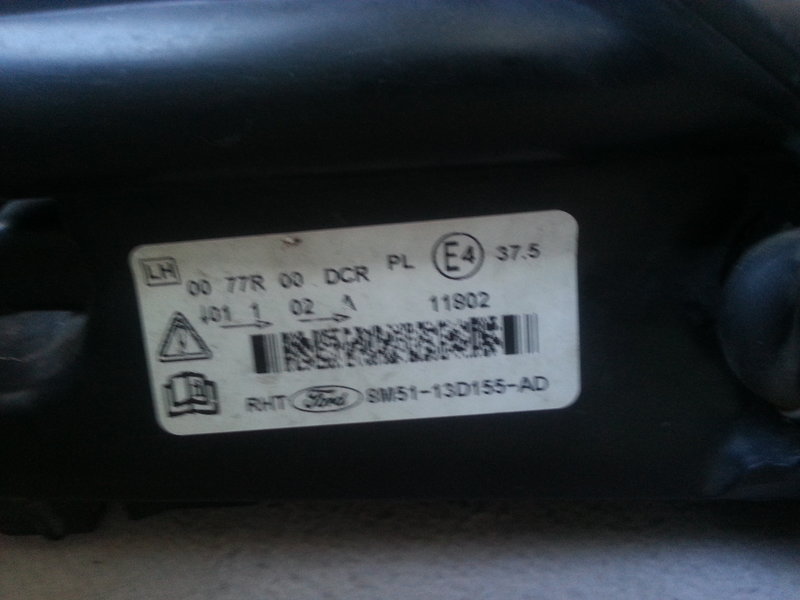 LH 00 77R 00 DCR PL E4 37.5
01 1 02 A 11802
RHT Ford 8M51-13D155-AD